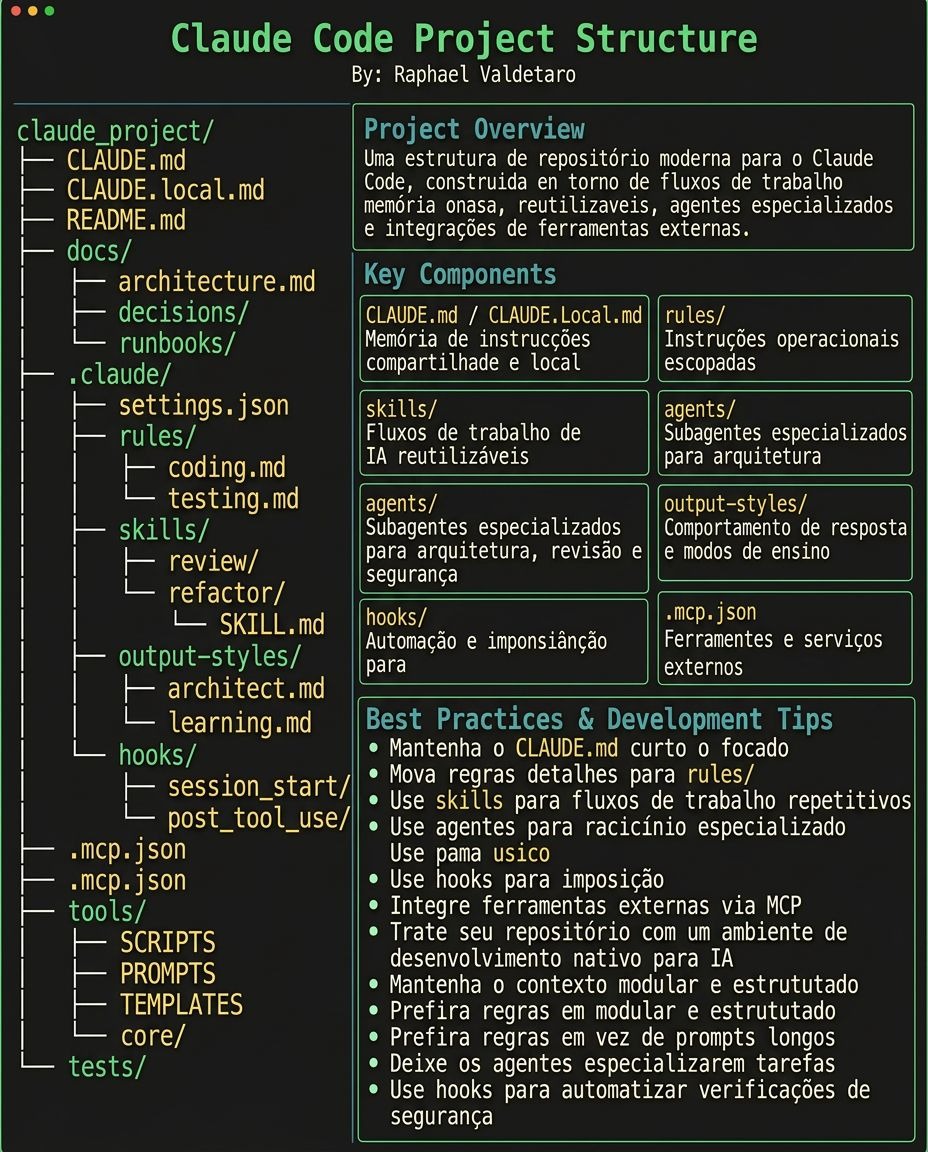 Claude Code Project Structure
By: Raphael Valdetaro
claude_project/
├── CLAUDE.md
├── CLAUDE.local.md
├── README.md
├── docs/
│   ├── architecture.md
│   ├── decisions/
│   └── runbooks/
├── .claude/
│   ├── settings.json
│   ├── rules/
│   │   ├── coding.md
│   │   └── testing.md
│   ├── skills/
│   │   ├── review/
│   │   └── refactor/
│   │       └── SKILL.md
│   ├── output-styles/
│   │   ├── architect.md
│   │   └── learning.md
│   └── hooks/
│       ├── session_start/
│       └── post_tool_use/
├── .mcp.json
├── .mcp.json
├── tools/
│   ├── SCRIPTS
│   ├── PROMPTS
│   ├── TEMPLATES
│   └── core/
└── tests/
Project Overview
Uma estrutura de repositório moderna para o Claude
Code, construida en torno de fluxos de trabalho
memória onasa, reutilizaveis, agentes especializados
e integrações de ferramentas externas.
Key Components
CLAUDE.md / CLAUDE.Local.md
Memória de instrucções
compartilhade e local
rules/
Instruções operacionais
escopadas
skills/
Fluxos de trabalho de
IA reutilizáveis
agents/
Subagentes especializados
para arquitetura
agents/
Subagentes especializados
para arquitetura, revisão e
segurança
output-styles/
Comportamento de resposta
e modos de ensino
hooks/
Automação e imponsiânção
para
.mcp.json
Ferramentes e serviços
externos
Best Practices & Development Tips
• Mantenha o CLAUDE.md curto o focado
• Mova regras detalhes para rules/
• Use skills para fluxos de trabalho repetitivos
• Use agentes para racicínio especializado
Use pama usico
• Use hooks para imposição
• Integre ferramentas externas via MCP
• Trate seu repositório com um ambiente de
desenvolvimento nativo para IA
• Mantenha o contexto modular e estrututado
• Prefira regras em modular e estrututado
• Prefira regras em vez de prompts longos
• Deixe os agentes especializarem tarefas
• Use hooks para automatizar verificações de
segurança